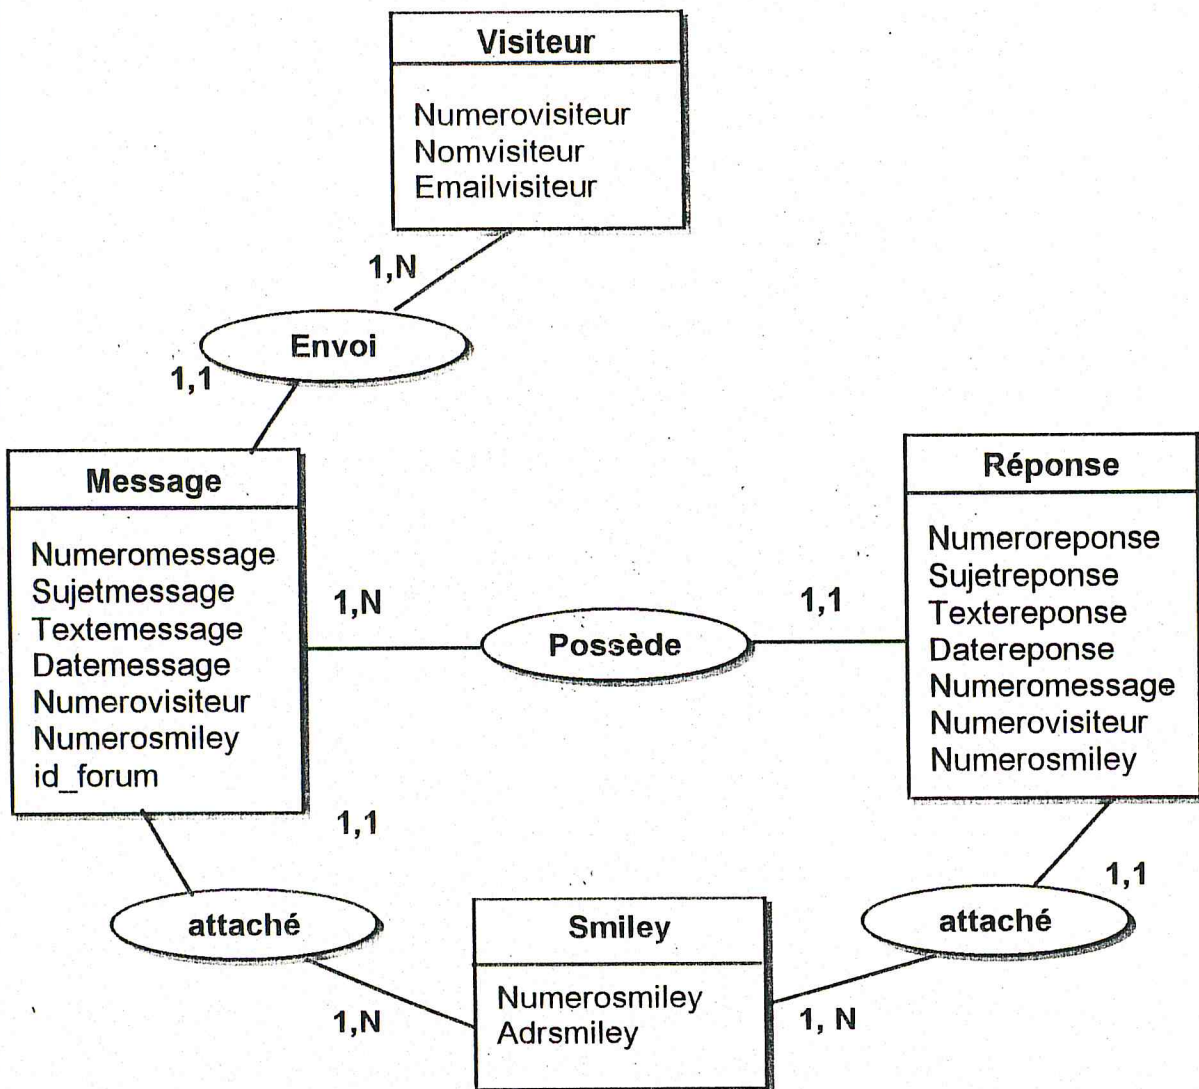 Visiteur
Numerovisiteur
Nomvisiteur
Emailvisiteur
1,N
Envoi
1,1
Message
Numeromessage
Sujetmessage
Textemessage
Datemessage
Numerovisiteur
Numerosmiley
id_forum
1,N
Possède
1,1
Réponse
Numeroreponse
Sujetreponse
Textereponse
Datereponse
Numeromessage
Numerovisiteur
Numerosmiley
1,1
attaché
1,N
Smiley
Numerosmiley
Adrsmiley
1,1
attaché
1, N